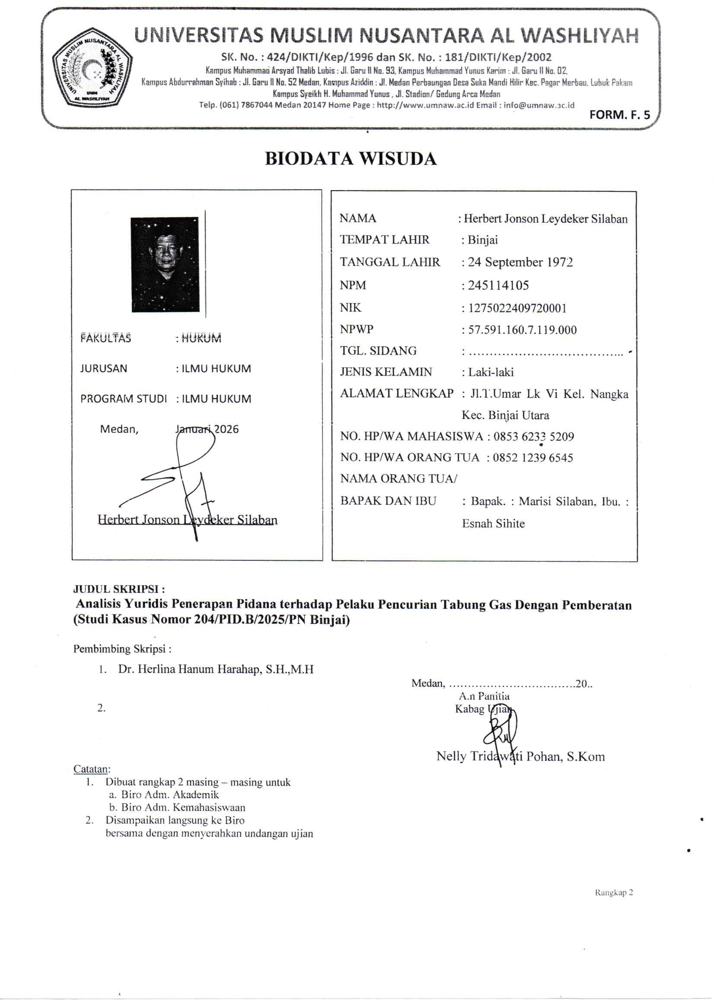 UNIVERSITAS MUSLIM NUSANTARA AL WASHLIYAH
UNIVERSITAS MUSLIM NUSANTARA AL WASHLIYAH
UMN
AL WASHLIYAH
SK. No. : 424/DIKTI/Kep/1996 dan SK. No. : 181/DIKTI/Kep/2002
Kampus Muhammad Arsyad Thalib Lubis : Jl. Garu II No. 93, Kampus Muhammad Yunus Karim : Jl. Garu II No. 02,
Kampus Abdurrahman Syihab : Jl. Garu II No. 52 Medan, Kampus Aziddin : Jl. Medan Perbaungan Desa Suka Mandi Hilir Kec. Pagar Merbau, Lubuk Pakam
Kampus Syeikh H. Muhammad Yunus , Jl. Stadion/ Gedung Arca Medan
Telp. (061) 7867044 Medan 20147 Home Page : http://www.umnaw.ac.id Email : info@umnaw.ac.id
FORM. F. 5
BIODATA WISUDA
FAKULTAS : HUKUM
JURUSAN : ILMU HUKUM
PROGRAM STUDI : ILMU HUKUM
Medan, Januari 2026
Herbert Jonson Leydeker Silaban
NAMA : Herbert Jonson Leydeker Silaban
TEMPAT LAHIR : Binjai
TANGGAL LAHIR : 24 September 1972
NPM : 245114105
NIK : 1275022409720001
NPWP : 57.591.160.7.119.000
TGL. SIDANG : ......................................
JENIS KELAMIN : Laki-laki
ALAMAT LENGKAP : Jl.T.Umar Lk Vi Kel. Nangka
Kec. Binjai Utara
NO. HP/WA MAHASISWA : 0853 6233 5209
NO. HP/WA ORANG TUA : 0852 1239 6545
NAMA ORANG TUA/
BAPAK DAN IBU : Bapak. : Marisi Silaban, Ibu. :
Esnah Sihite
JUDUL SKRIPSI :
Analisis Yuridis Penerapan Pidana terhadap Pelaku Pencurian Tabung Gas Dengan Pemberatan
(Studi Kasus Nomor 204/PID.B/2025/PN Binjai)
Pembimbing Skripsi :
1. Dr. Herlina Hanum Harahap, S.H.,M.H
2.
Medan, ..................................20..
A.n Panitia
Kabag Ujian
Nelly Tridawati Pohan, S.Kom
Catatan:
1. Dibuat rangkap 2 masing – masing untuk
a. Biro Adm. Akademik
b. Biro Adm. Kemahasiswaan
2. Disampaikan langsung ke Biro
bersama dengan menyerahkan undangan ujian
Rangkap 2